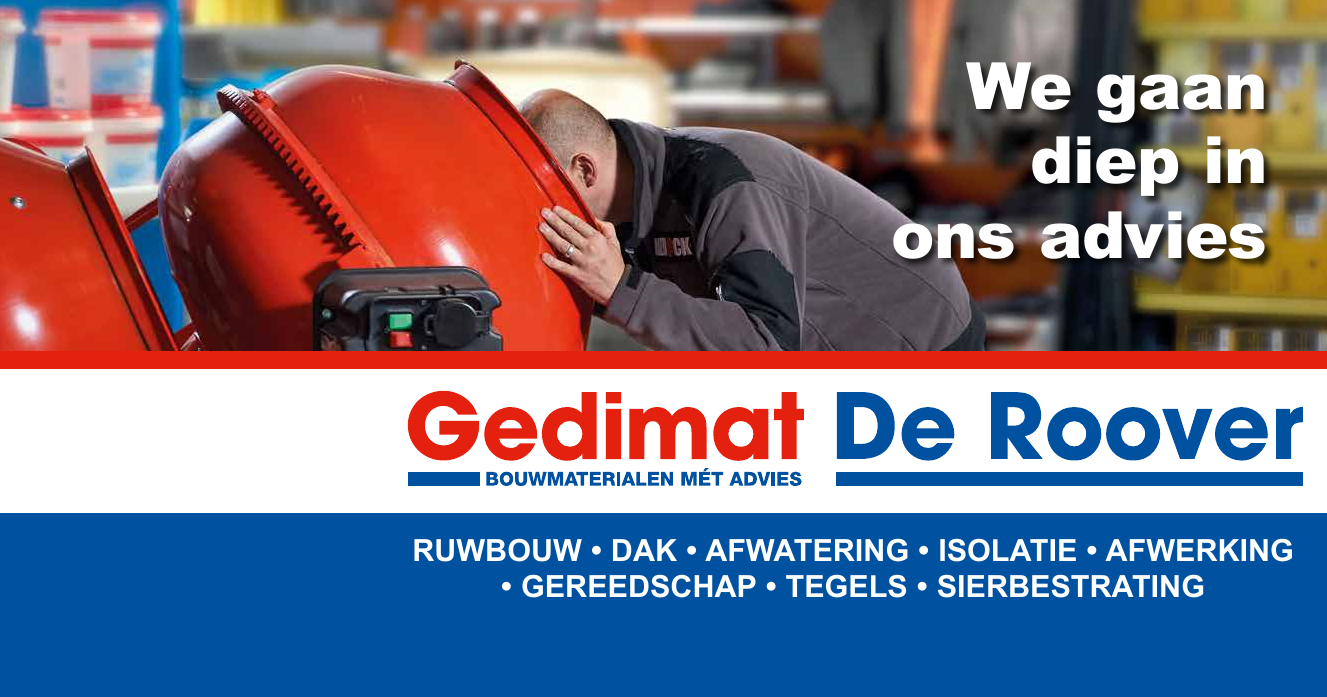 We gaan
diep in
ons advies
Gedimat De Roover
BOUWMATERIALEN MÉT ADVIES
RUWBOUW • DAK • AFWATERING • ISOLATIE • AFWERKING
• GEREEDSCHAP • TEGELS • SIERBESTRATING